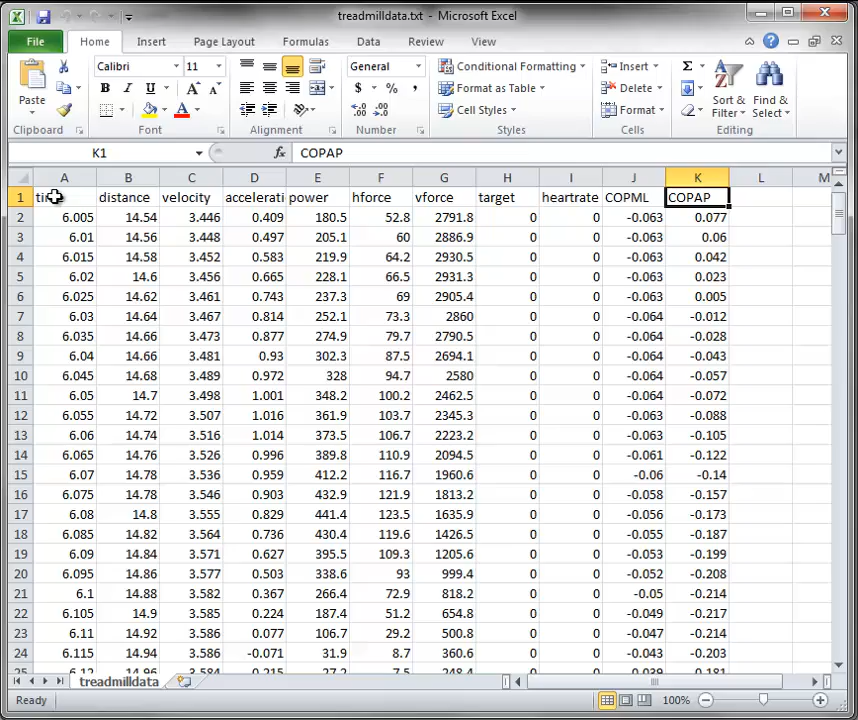 treadmilldata.txt - Microsoft Excel
File Home Insert Page Layout Formulas Data Review View
Calibri 11 General Conditional Formatting Insert Σ
Paste B I U A A $ % , Format as Table Delete Sort & Filter Find & Select
A .00 .0 Cell Styles Format
Clipboard Font Alignment Number Styles Cells Editing
K1 fx COPAP
A B C D E F G H I J K L M
1 distance velocity accelerati power hforce vforce target heartrate COPML COPAP
2 6.005 14.54 3.446 0.409 180.5 52.8 2791.8 0 0 -0.063 0.077
3 6.01 14.56 3.448 0.497 205.1 60 2886.9 0 0 -0.063 0.06
4 6.015 14.58 3.452 0.583 219.9 64.2 2930.5 0 0 -0.063 0.042
5 6.02 14.6 3.456 0.665 228.1 66.5 2931.3 0 0 -0.063 0.023
6 6.025 14.62 3.461 0.743 237.3 69 2905.4 0 0 -0.063 0.005
7 6.03 14.64 3.467 0.814 252.1 73.3 2860 0 0 -0.064 -0.012
8 6.035 14.66 3.473 0.877 274.9 79.7 2790.5 0 0 -0.064 -0.028
9 6.04 14.66 3.481 0.93 302.3 87.5 2694.1 0 0 -0.064 -0.043
10 6.045 14.68 3.489 0.972 328 94.7 2580 0 0 -0.064 -0.057
11 6.05 14.7 3.498 1.001 348.2 100.2 2462.5 0 0 -0.064 -0.072
12 6.055 14.72 3.507 1.016 361.9 103.7 2345.3 0 0 -0.063 -0.088
13 6.06 14.74 3.516 1.014 373.5 106.7 2223.2 0 0 -0.063 -0.105
14 6.065 14.76 3.526 0.996 389.8 110.9 2094.5 0 0 -0.061 -0.122
15 6.07 14.78 3.536 0.959 412.2 116.7 1960.6 0 0 -0.06 -0.14
16 6.075 14.78 3.546 0.903 432.9 121.9 1813.2 0 0 -0.058 -0.157
17 6.08 14.8 3.555 0.829 441.4 123.5 1635.9 0 0 -0.056 -0.173
18 6.085 14.82 3.564 0.736 430.4 119.6 1426.5 0 0 -0.055 -0.187
19 6.09 14.84 3.571 0.627 395.5 109.3 1205.6 0 0 -0.053 -0.199
20 6.095 14.86 3.577 0.503 338.6 93 999.4 0 0 -0.052 -0.208
21 6.1 14.88 3.582 0.367 266.4 72.9 818.2 0 0 -0.05 -0.214
22 6.105 14.9 3.585 0.224 187.4 51.2 654.8 0 0 -0.049 -0.217
23 6.11 14.92 3.586 0.077 106.7 29.2 500.8 0 0 -0.047 -0.214
24 6.115 14.94 3.586 -0.071 31.9 8.7 360.6 0 0 -0.043 -0.203
25 6.12 14.96 3.584 27.2 7.5 248.4 0 0 0.181
treadmilldata
Ready 100%